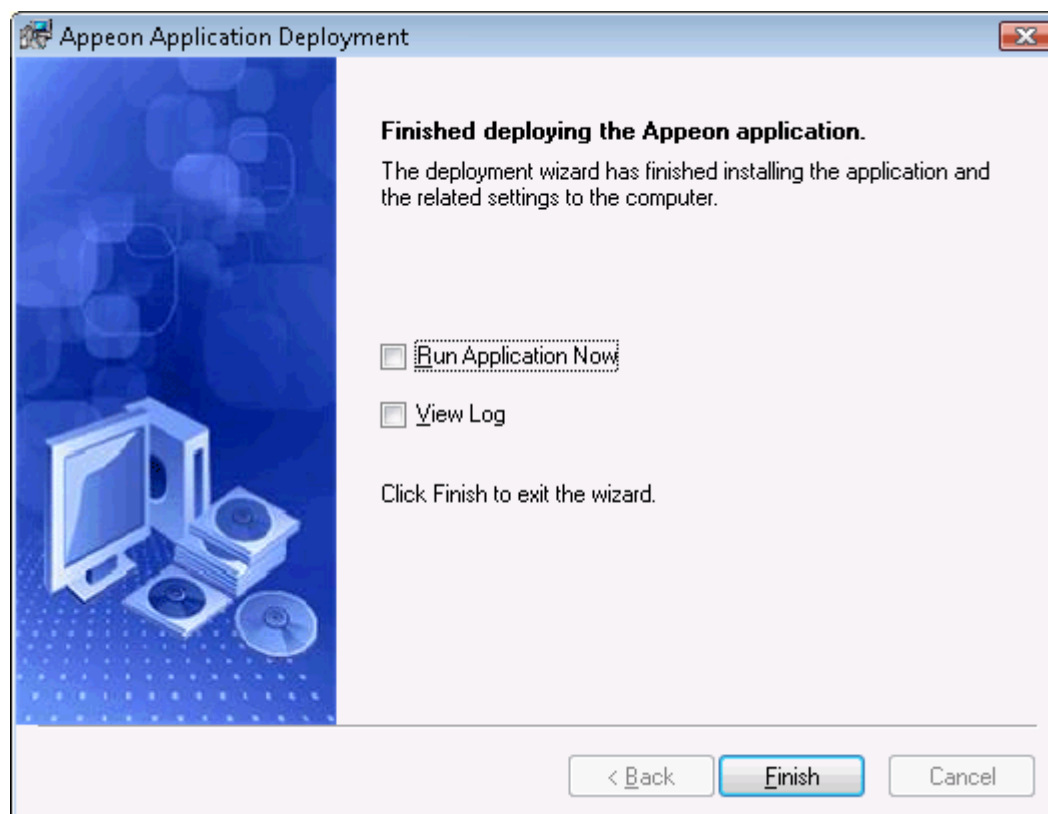 Appeon Application Deployment
Finished deploying the Appeon application.
The deployment wizard has finished installing the application and
the related settings to the computer.
Run Application Now
View Log
Click Finish to exit the wizard.
< Back
Finish
Cancel